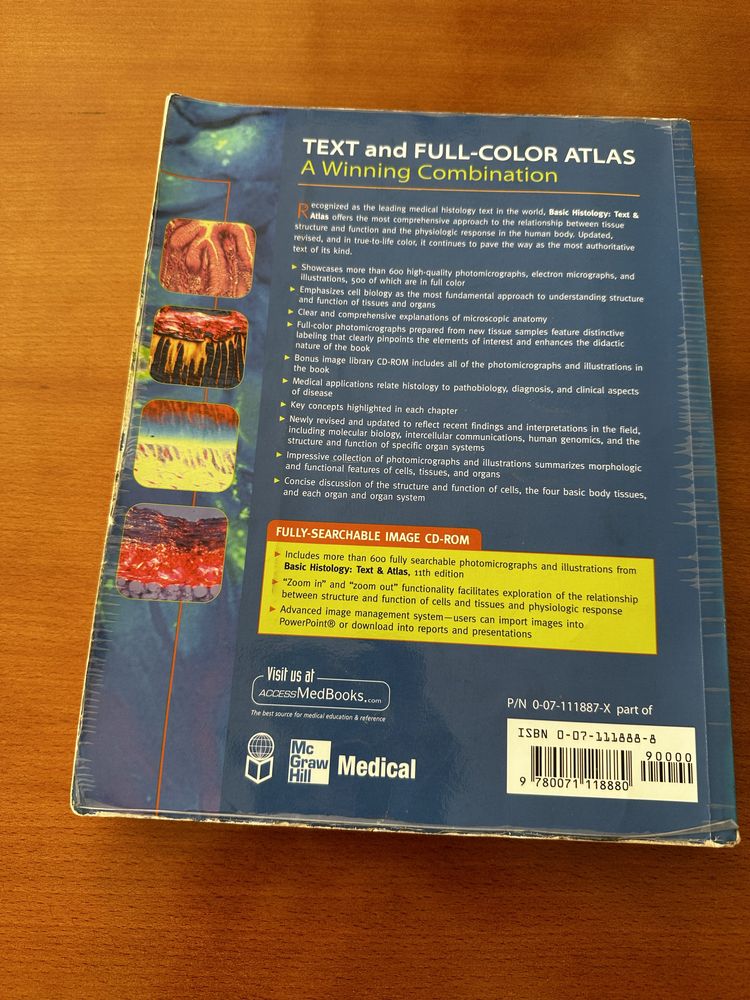 TEXT and FULL-COLOR ATLAS
A Winning Combination
Recognized as the leading medical histology text in the world, Basic Histology: Text &
Atlas offers the most comprehensive approach to the relationship between tissue
structure and function and the physiologic response in the human body. Updated,
revised, and in true-to-life color, it continues to pave the way as the most authoritative
text of its kind.
► Showcases more than 600 high-quality photomicrographs, electron micrographs, and
illustrations, 500 of which are in full color
► Emphasizes cell biology as the most fundamental approach to understanding structure
and function of tissues and organs
► Clear and comprehensive explanations of microscopic anatomy
► Full-color photomicrographs prepared from new tissue samples feature distinctive
labeling that clearly pinpoints the elements of interest and enhances the didactic
nature of the book
► Bonus image library CD-ROM includes all of the photomicrographs and illustrations in
the book
► Medical applications relate histology to pathobiology, diagnosis, and clinical aspects
of disease
► Key concepts highlighted in each chapter
► Newly revised and updated to reflect recent findings and interpretations in the field,
including molecular biology, intercellular communications, human genomics, and the
structure and function of specific organ systems
► Impressive collection of photomicrographs and illustrations summarizes morphologic
and functional features of cells, tissues, and organs
► Concise discussion of the structure and function of cells, the four basic body tissues,
and each organ and organ system
FULLY-SEARCHABLE IMAGE CD-ROM
► Includes more than 600 fully searchable photomicrographs and illustrations from
Basic Histology: Text & Atlas, 11th edition
► "Zoom in" and "zoom out" functionality facilitates exploration of the relationship
between structure and function of cells and tissues and physiologic response
► Advanced image management system—users can import images into
PowerPoint® or download into reports and presentations
Visit us at
ACCESSMedBooks.com
The best source for medical education & reference
P/N 0-07-111887-X part of
ISBN 0-07-111888-8
90000
9 780071 118880
Mc
Graw
Hill
Medical